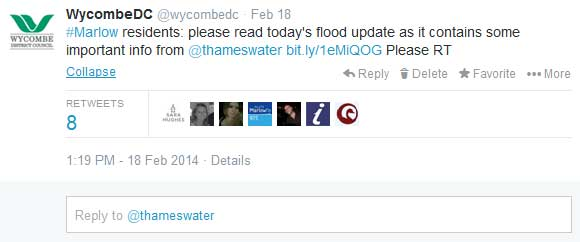 WycombeDC @wycombedc · Feb 18
#Marlow residents: please read today's flood update as it contains some
important info from @thameswater bit.ly/1eMiQOG Please RT
Collapse Reply Delete Favorite More
WYCOMBE
DISTRICT COUNCIL
RETWEETS
8
SARA
HUGHES
Marlow's
i
1:19 PM - 18 Feb 2014 · Details
Reply to @thameswater